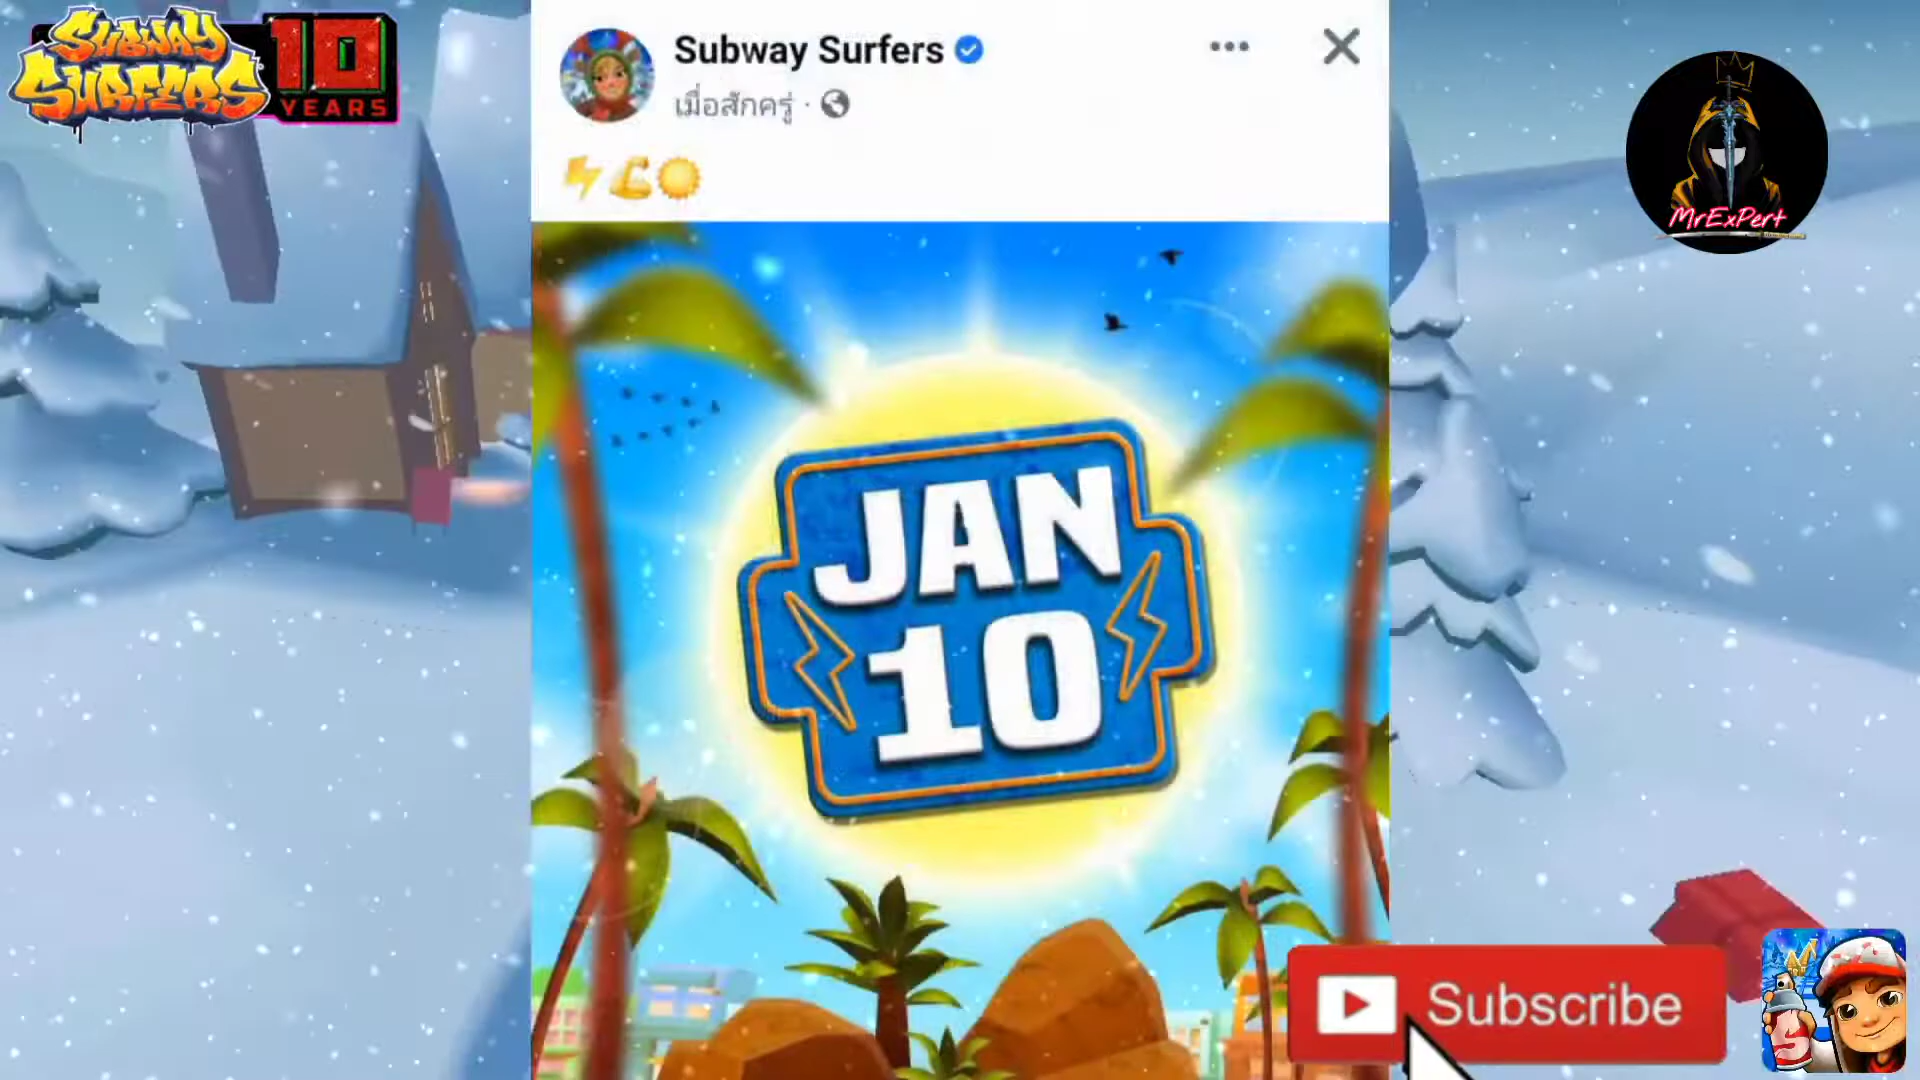 SUBWAY
SURFERS
10
YEARS
Subway Surfers
เมื่อสักครู่ ·
JAN
10
MrExPert
Subscribe